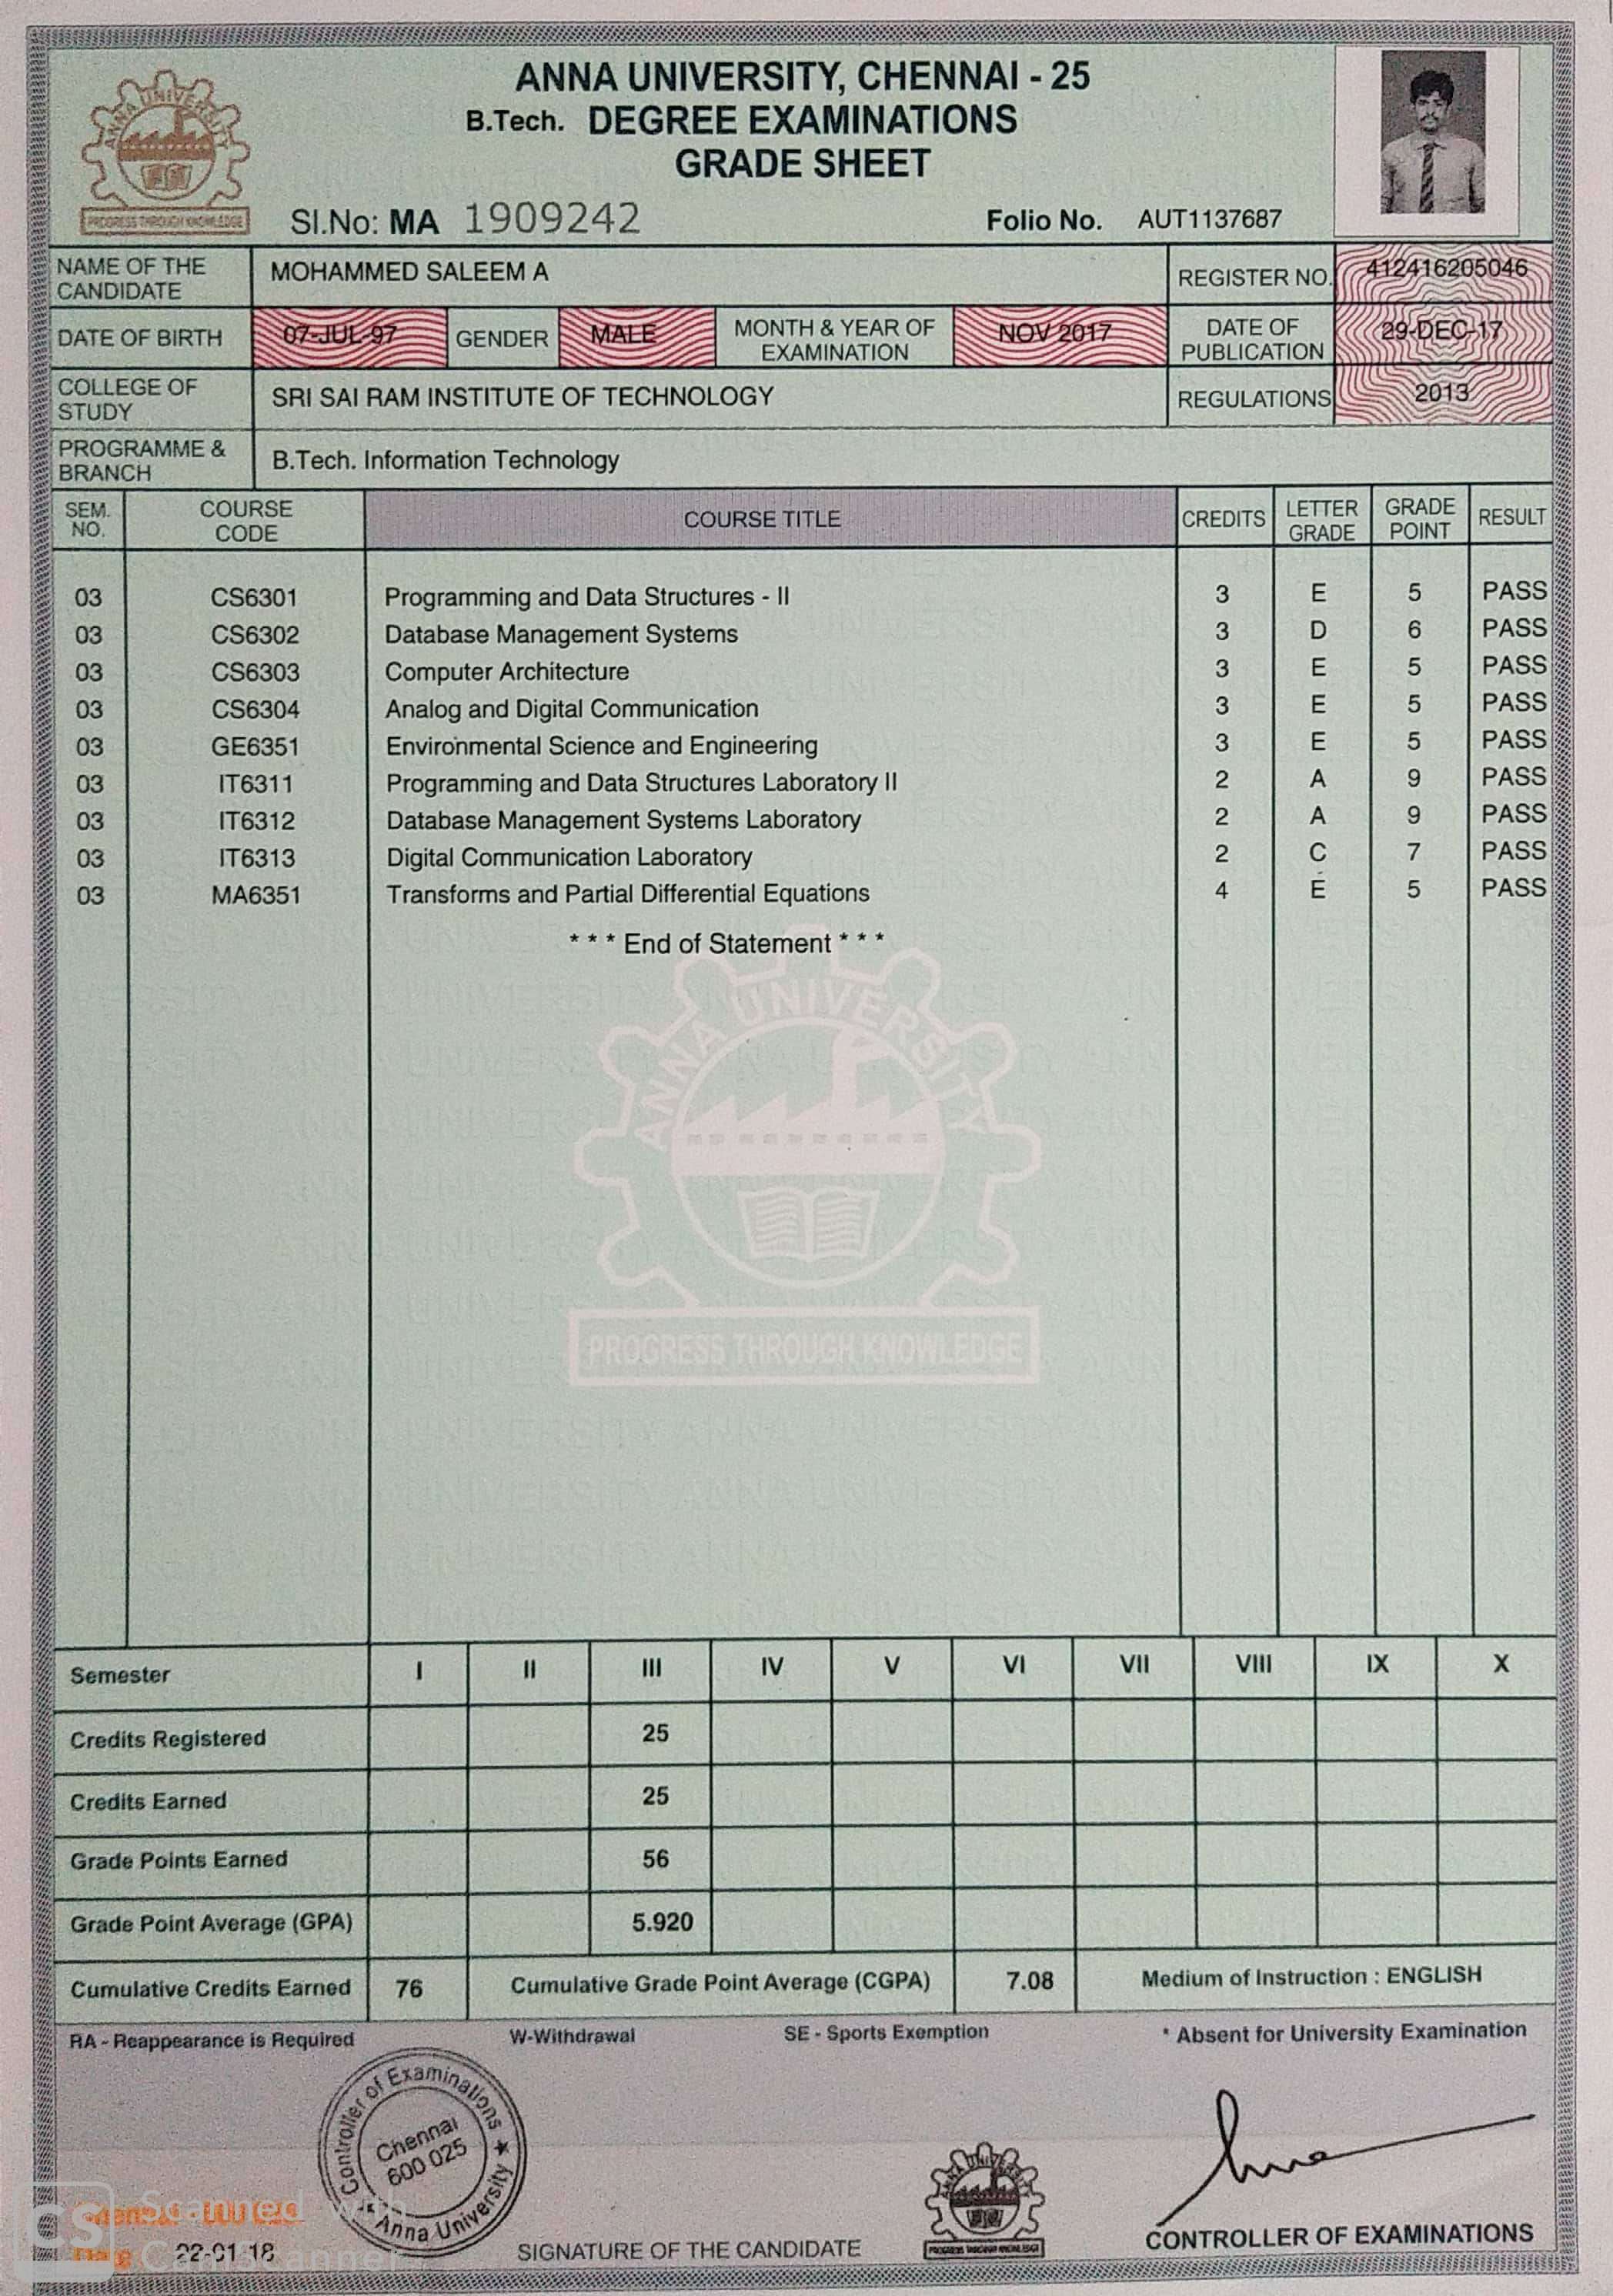 ANNA UNIVERSITY
PROGRESS THROUGH KNOWLEDGE
ANNA UNIVERSITY, CHENNAI - 25
B.Tech. DEGREE EXAMINATIONS
GRADE SHEET
SI.No: MA 1909242 Folio No. AUT1137687
NAME OF THE CANDIDATE MOHAMMED SALEEM A REGISTER NO. 412416205046
DATE OF BIRTH 07-JUL-97 GENDER MALE MONTH & YEAR OF EXAMINATION NOV 2017 DATE OF PUBLICATION 29-DEC-17
COLLEGE OF STUDY SRI SAI RAM INSTITUTE OF TECHNOLOGY REGULATIONS 2013
PROGRAMME & BRANCH B.Tech. Information Technology
SEM. NO. COURSE CODE COURSE TITLE CREDITS LETTER GRADE GRADE POINT RESULT
03 CS6301 Programming and Data Structures - II 3 E 5 PASS
03 CS6302 Database Management Systems 3 D 6 PASS
03 CS6303 Computer Architecture 3 E 5 PASS
03 CS6304 Analog and Digital Communication 3 E 5 PASS
03 GE6351 Environmental Science and Engineering 3 E 5 PASS
03 IT6311 Programming and Data Structures Laboratory II 2 A 9 PASS
03 IT6312 Database Management Systems Laboratory 2 A 9 PASS
03 IT6313 Digital Communication Laboratory 2 C 7 PASS
03 MA6351 Transforms and Partial Differential Equations 4 E 5 PASS
* * * End of Statement * * *
ANNA UNIVERSITY
PROGRESS THROUGH KNOWLEDGE
Semester I II III IV V VI VII VIII IX X
Credits Registered 25
Credits Earned 25
Grade Points Earned 56
Grade Point Average (GPA) 5.920
Cumulative Credits Earned 76 Cumulative Grade Point Average (CGPA) 7.08 Medium of Instruction : ENGLISH
RA - Reappearance is Required W-Withdrawal SE - Sports Exemption * Absent for University Examination
Controller of Examinations
Chennai
600 025
Anna University
CS Scanned with
CamScanner
22-01-18
SIGNATURE OF THE CANDIDATE
ANNA UNIVERSITY
PROGRESS THROUGH KNOWLEDGE
CONTROLLER OF EXAMINATIONS